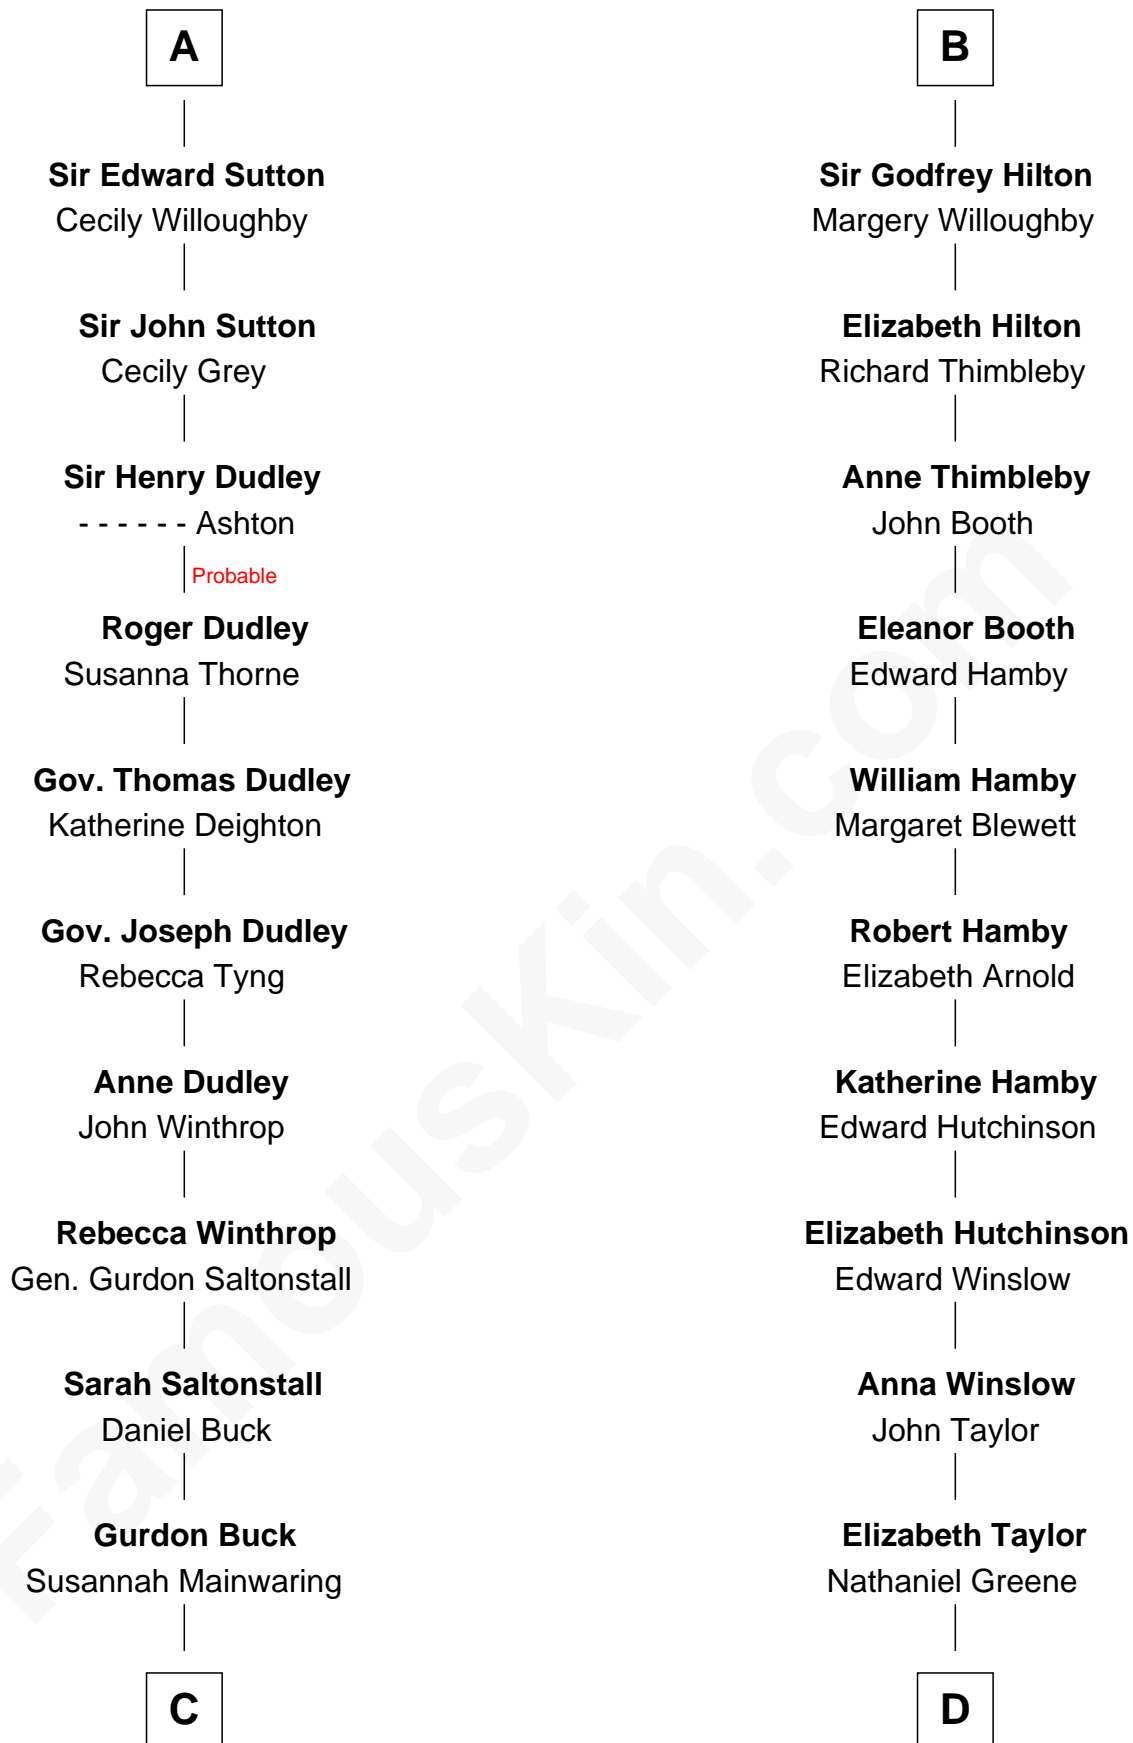 A
Sir Edward Sutton
Cecily Willoughby
Sir John Sutton
Cecily Grey
Sir Henry Dudley
- - - - - - Ashton
Probable
Roger Dudley
Susanna Thorne
Gov. Thomas Dudley
Katherine Deighton
Gov. Joseph Dudley
Rebecca Tyng
Anne Dudley
John Winthrop
Rebecca Winthrop
Gen. Gurdon Saltonstall
Sarah Saltonstall
Daniel Buck
Gurdon Buck
Susannah Mainwaring
C
B
Sir Godfrey Hilton
Margery Willoughby
Elizabeth Hilton
Richard Thimbleby
Anne Thimbleby
John Booth
Eleanor Booth
Edward Hamby
William Hamby
Margaret Blewett
Robert Hamby
Elizabeth Arnold
Katherine Hamby
Edward Hutchinson
Elizabeth Hutchinson
Edward Winslow
Anna Winslow
John Taylor
Elizabeth Taylor
Nathaniel Greene
D
FamousKin.com